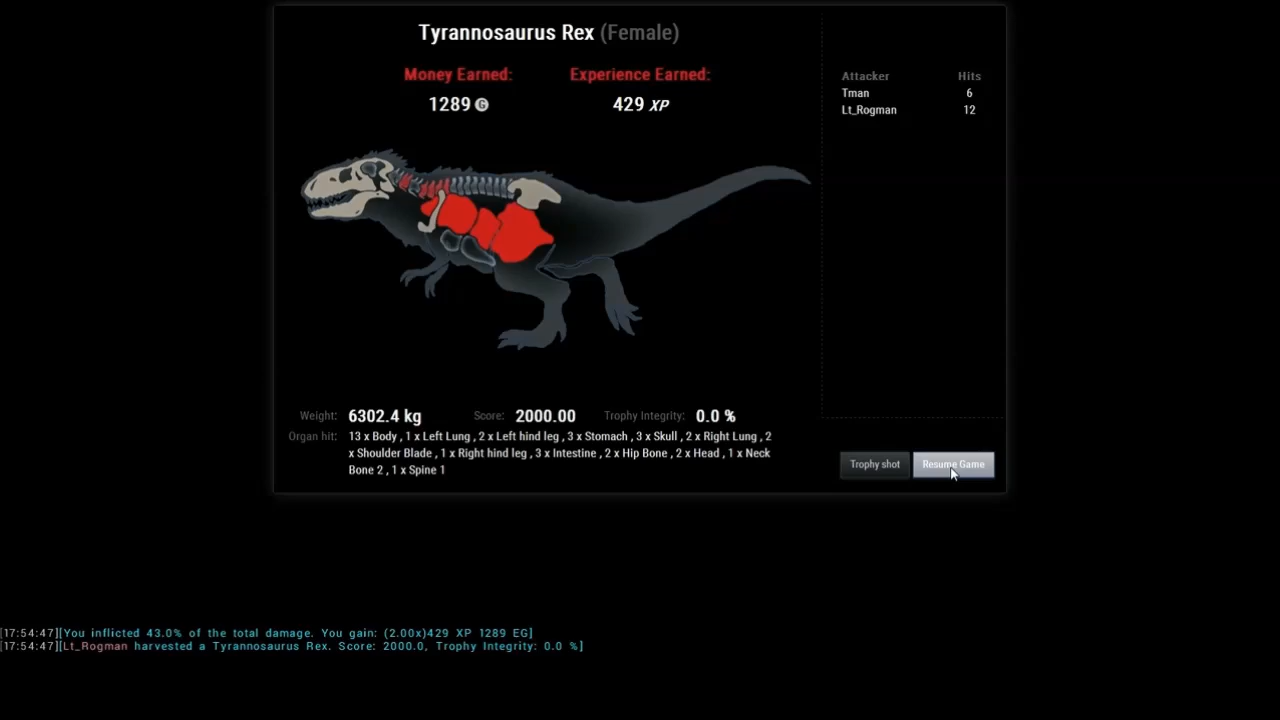 Tyrannosaurus Rex (Female)
Money Earned: Experience Earned:
1289 G 429 XP
Attacker Hits
Tman 6
Lt_Rogman 12
Weight: 6302.4 kg Score: 2000.00 Trophy Integrity: 0.0 %
Organ hit: 13 x Body , 1 x Left Lung , 2 x Left hind leg , 3 x Stomach , 3 x Skull , 2 x Right Lung , 2
x Shoulder Blade , 1 x Right hind leg , 3 x Intestine , 2 x Hip Bone , 2 x Head , 1 x Neck
Bone 2 , 1 x Spine 1
Trophy shot Resume Game
[17:54:47][You inflicted 43.0% of the total damage. You gain: (2.00x)429 XP 1289 EG]
[17:54:47][Lt_Rogman harvested a Tyrannosaurus Rex. Score: 2000.0, Trophy Integrity: 0.0 %]